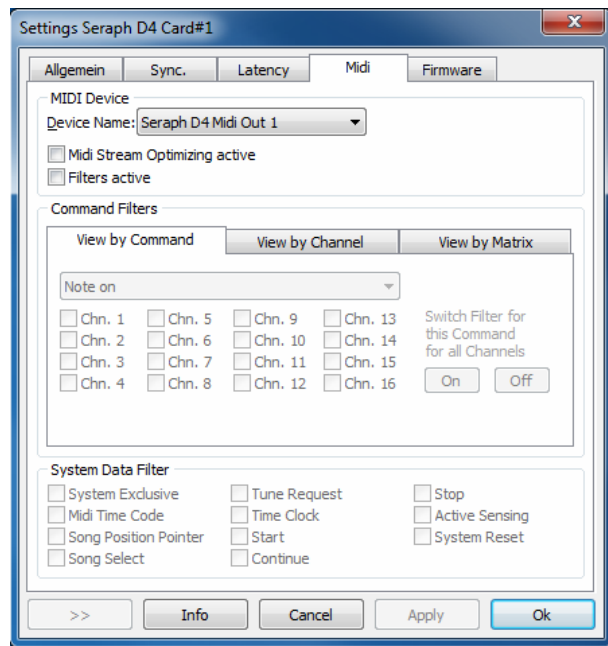 Settings Seraph D4 Card#1
Allgemein Sync. Latency Midi Firmware
MIDI Device
Device Name: Seraph D4 Midi Out 1
Midi Stream Optimizing active
Filters active
Command Filters
View by Command View by Channel View by Matrix
Note on
Chn. 1 Chn. 5 Chn. 9 Chn. 13
Chn. 2 Chn. 6 Chn. 10 Chn. 14
Chn. 3 Chn. 7 Chn. 11 Chn. 15
Chn. 4 Chn. 8 Chn. 12 Chn. 16
Switch Filter for
this Command
for all Channels
On Off
System Data Filter
System Exclusive Tune Request Stop
Midi Time Code Time Clock Active Sensing
Song Position Pointer Start System Reset
Song Select Continue
>> Info Cancel Apply Ok